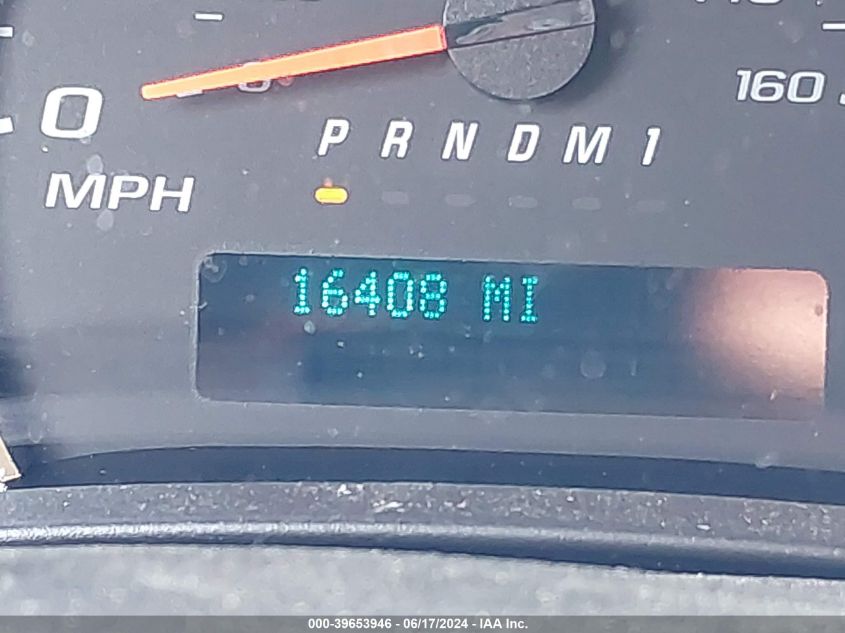 0
160
P R N D M 1
MPH
16408 MI
000-39653946 - 06/17/2024 - IAA Inc.